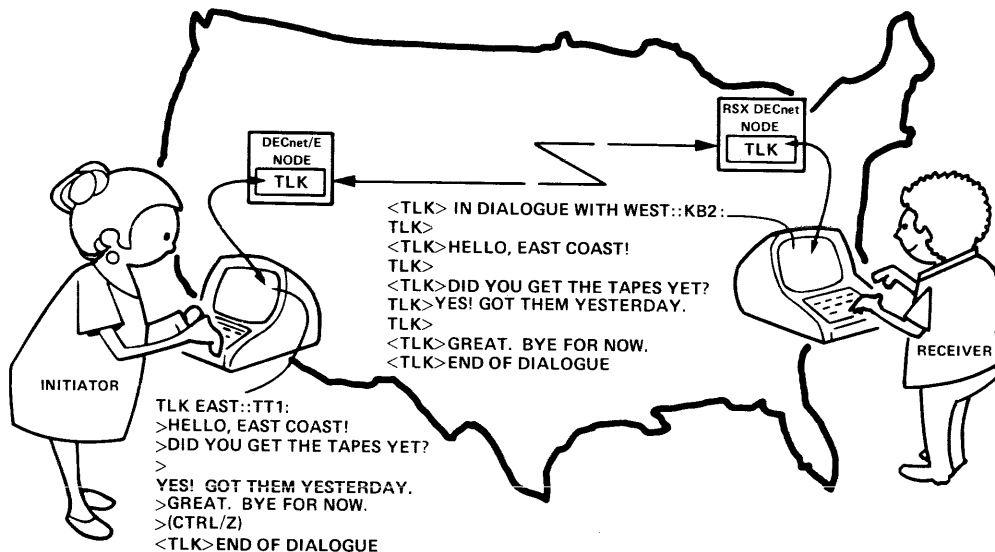 RSX DECnet
NODE
TLK
DECnet/E
NODE
TLK
<TLK> IN DIALOGUE WITH WEST::KB2:
TLK>
<TLK>HELLO, EAST COAST!
TLK>
<TLK>DID YOU GET THE TAPES YET?
TLK>YES! GOT THEM YESTERDAY.
TLK>
<TLK>GREAT. BYE FOR NOW.
<TLK>END OF DIALOGUE
RECEIVER
INITIATOR
TLK EAST::TT1:
>HELLO, EAST COAST!
>DID YOU GET THE TAPES YET?
>
YES! GOT THEM YESTERDAY.
>GREAT. BYE FOR NOW.
>(CTRL/Z)
<TLK>END OF DIALOGUE